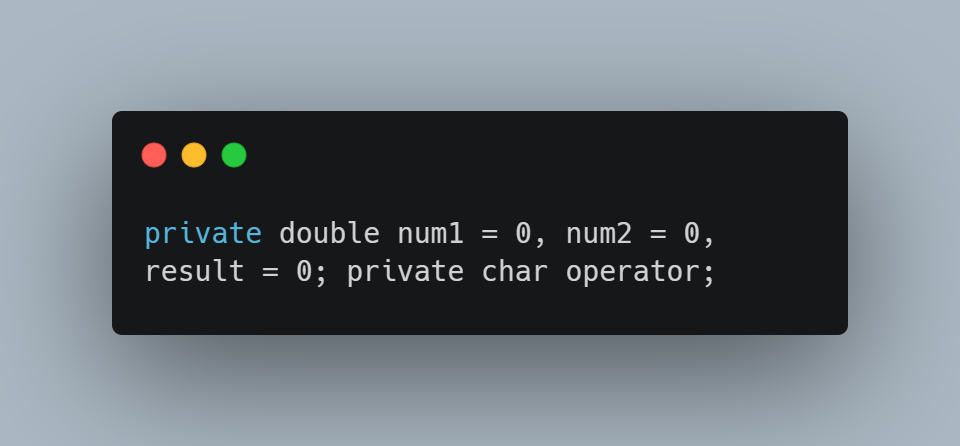 private double num1 = 0, num2 = 0,
result = 0; private char operator;